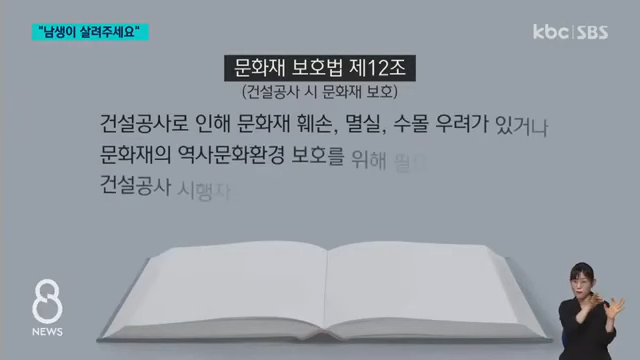 "남생이 살려주세요"
kbc SBS
문화재 보호법 제12조
(건설공사 시 문화재 보호)
건설공사로 인해 문화재 훼손, 멸실, 수몰 우려가 있거나
문화재의 역사문화환경 보호를 위해 필요
건설공사 시행자
8
NEWS